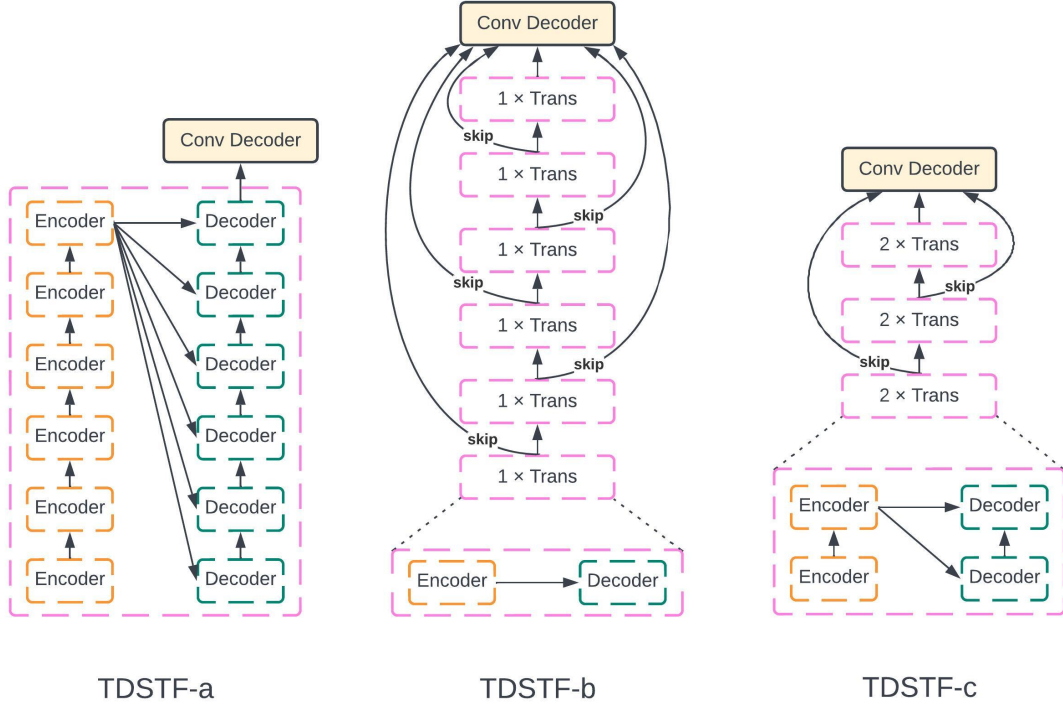 Conv Decoder
Encoder
Decoder
Encoder
Decoder
Encoder
Decoder
Encoder
Decoder
Encoder
Decoder
Encoder
Decoder
TDSTF-a
Conv Decoder
1 × Trans
skip
1 × Trans
skip
1 × Trans
skip
1 × Trans
skip
1 × Trans
skip
1 × Trans
Encoder
Decoder
TDSTF-b
Conv Decoder
2 × Trans
skip
2 × Trans
skip
2 × Trans
Encoder
Decoder
Encoder
Decoder
TDSTF-c